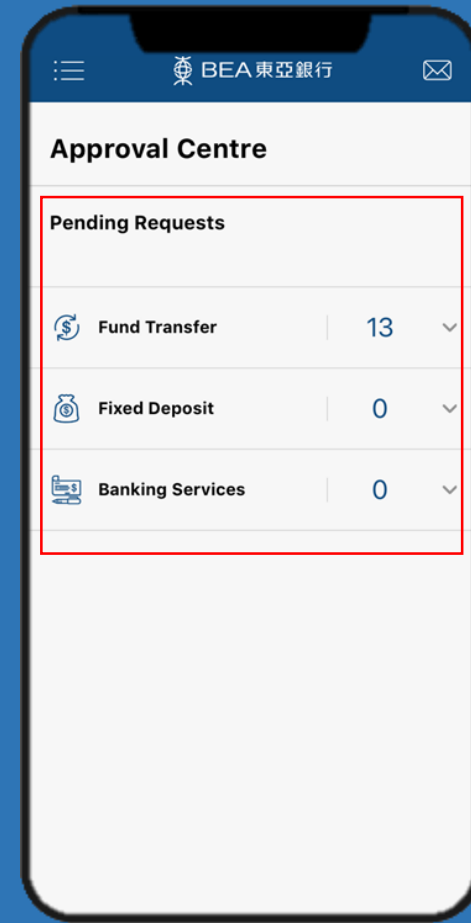 BEA東亞銀行
Approval Centre
Pending Requests
Fund Transfer 13
Fixed Deposit 0
Banking Services 0